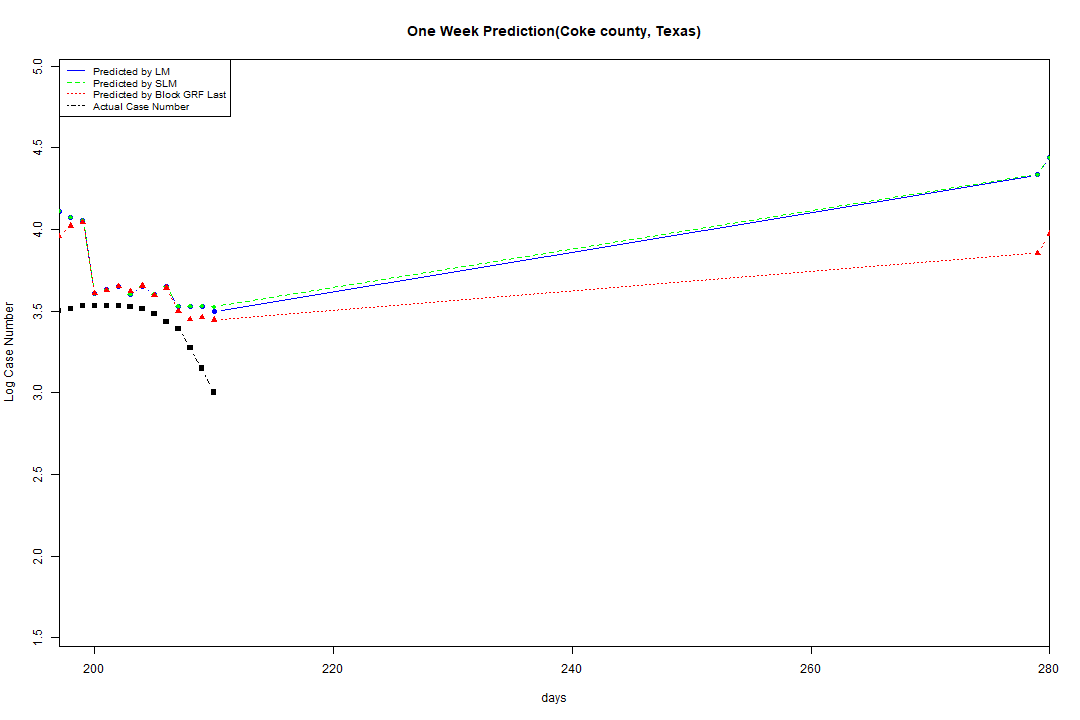 One Week Prediction(Coke county, Texas)
Predicted by LM
Predicted by SLM
Predicted by Block GRF Last
Actual Case Number
5.0
4.5
4.0
3.5
3.0
2.5
2.0
1.5
Log Case Number
200
220
240
260
280
days